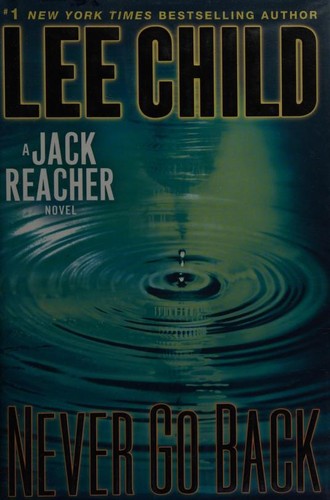 #1 NEW YORK TIMES BESTSELLING AUTHOR
LEE CHILD
A JACK
REACHER
NOVEL
NEVER GO BACK